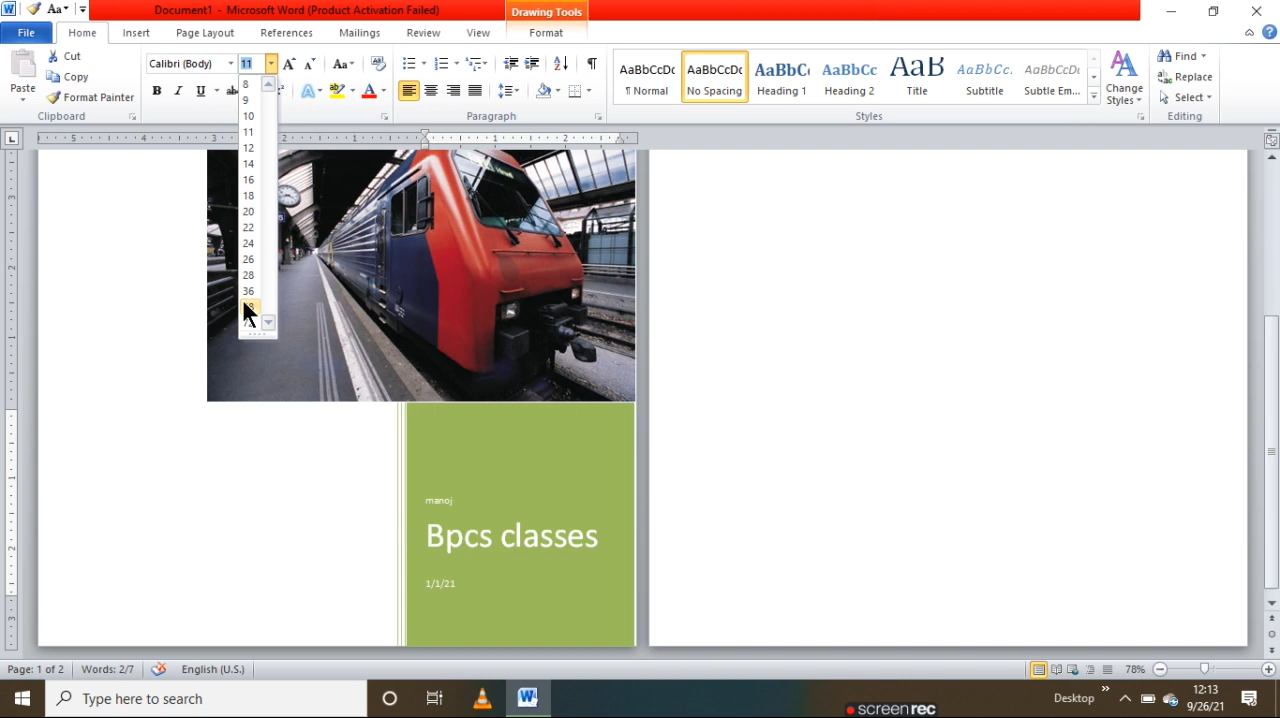 Document1 - Microsoft Word (Product Activation Failed)
Drawing Tools
File Home Insert Page Layout References Mailings Review View Format
Cut
Copy
Format Painter
Paste
Clipboard
Calibri (Body) 11
Aa
B I U
Paragraph
AaBbCcDc AaBbCcDc AaBbCc AaBbCc AaB AaBbCc. AaBbCcDc
¶ Normal No Spacing Heading 1 Heading 2 Title Subtitle Subtle Em...
Styles
Change
Styles
Find
Replace
Select
Editing
8
9
10
11
12
14
16
18
20
22
24
26
28
36
manoj
Bpcs classes
1/1/21
Page: 1 of 2 Words: 2/7 English (U.S.) 78%
Type here to search
Desktop
12:13
9/26/21
screenrec